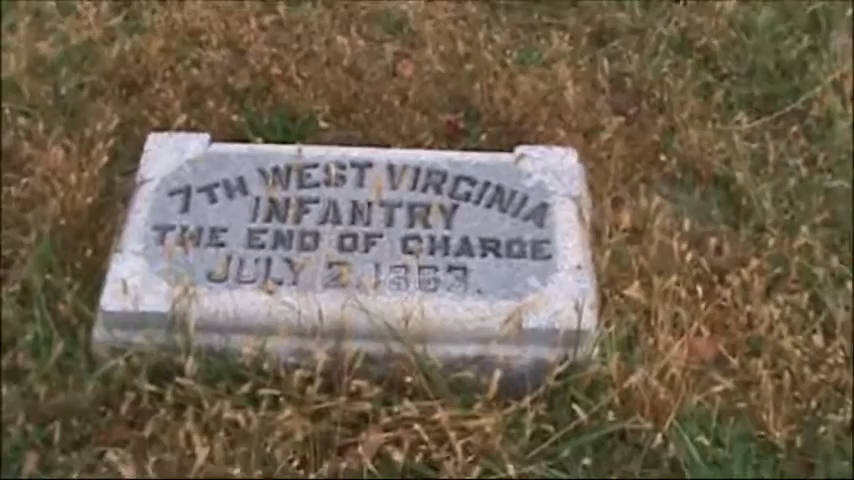 7TH WEST VIRGINIA
INFANTRY
THE END OF CHARGE
JULY 2. 1863.